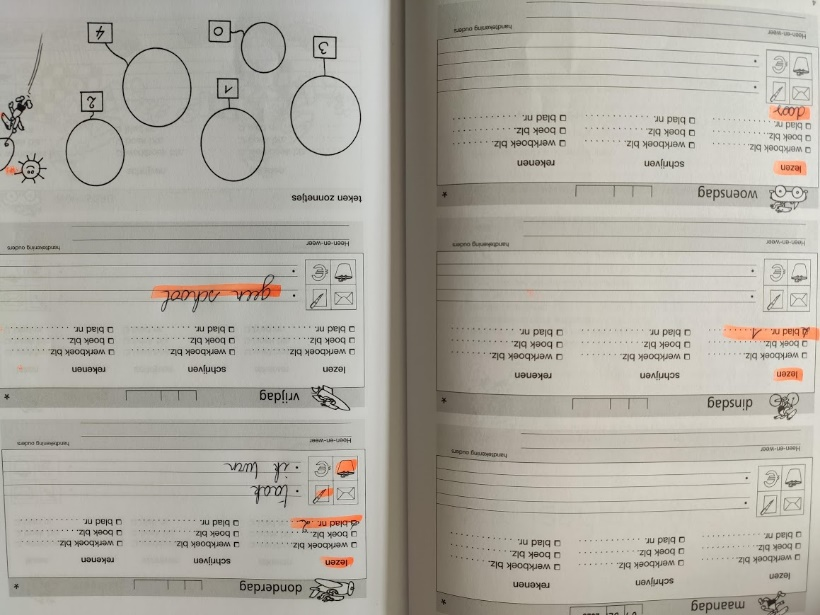 maandag
lezen schrijven rekenen
werkboek blz. werkboek blz. werkboek blz.
boek blz. boek blz. boek blz.
blad nr. blad nr. blad nr.
Heen-en-weer handtekening ouders
dinsdag
lezen schrijven rekenen
werkboek blz. werkboek blz. werkboek blz.
boek blz. boek blz. boek blz.
blad nr. 1 blad nr. blad nr.
Heen-en-weer handtekening ouders
woensdag
lezen schrijven rekenen
werkboek blz. werkboek blz. werkboek blz.
boek blz. boek blz. boek blz.
blad nr. blad nr. blad nr.
door
Heen-en-weer handtekening ouders
4
donderdag
lezen schrijven rekenen
werkboek blz. werkboek blz. werkboek blz.
boek blz. boek blz. boek blz.
blad nr. 2 blad nr. blad nr.
taak
ik
Heen-en-weer handtekening ouders
vrijdag
lezen schrijven rekenen
werkboek blz. werkboek blz. werkboek blz.
boek blz. boek blz. boek blz.
blad nr. blad nr. blad nr.
geen school
Heen-en-weer handtekening ouders
teken zonnetjes
1 2
3 0 4